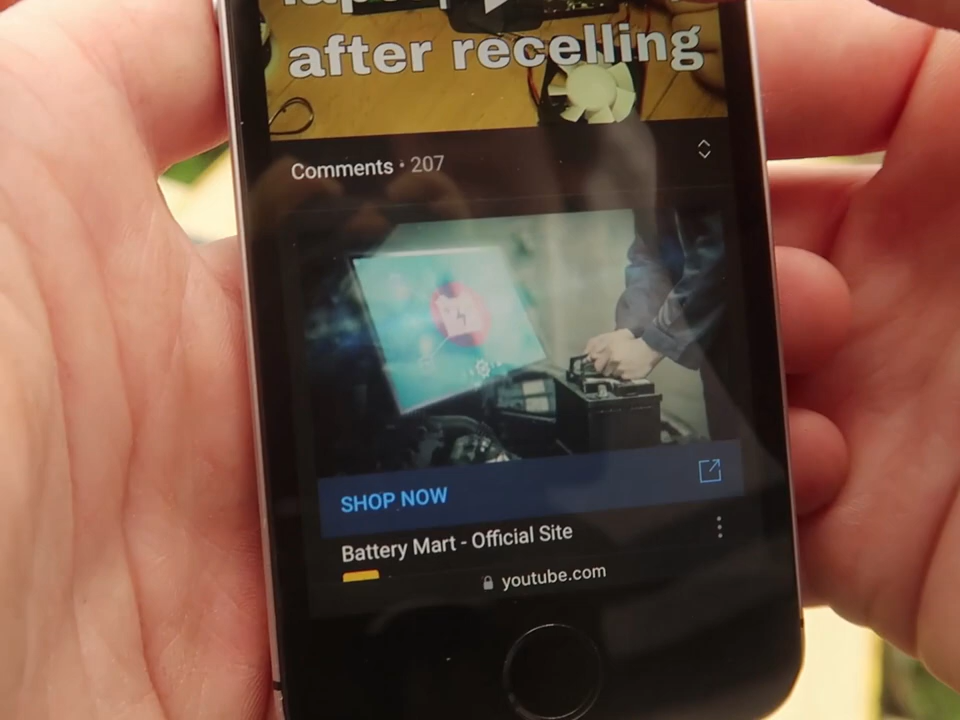 after recelling
Comments · 207
SHOP NOW
Battery Mart - Official Site
youtube.com